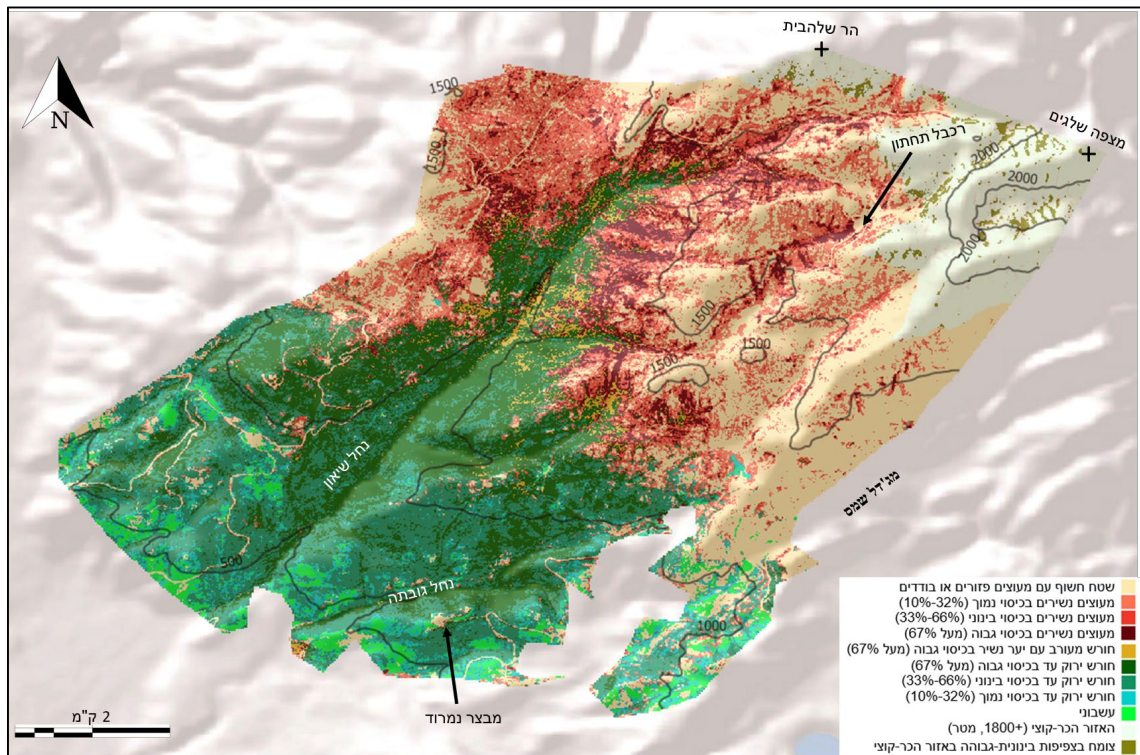 הר שלהבית
מצפה שלגים
רכבל תחתון
1500
1500
2000
2000
2000
1500
1500
1500
N
נחל שיאון
מג'דל שמס
500
נחל גובתה
1000
מבצר נמרוד
2 ק"מ
שטח חשוף עם מעוצים פזורים או בודדים
מעוצים נשירים בכיסוי נמוך (10%-32%)
מעוצים נשירים בכיסוי בינוני (33%-66%)
מעוצים נשירים בכיסוי גבוה (מעל 67%)
חורש מעורב עם יער נשיר בכיסוי גבוה (מעל 67%)
חורש ירוק עד בכיסוי גבוה (מעל 67%)
חורש ירוק עד בכיסוי בינוני (33%-66%)
חורש ירוק עד בכיסוי נמוך (10%-32%)
עשבוני
האזור הכר-קוצי (+1800, מטר)
צומח בצפיפות בינונית-גבוהה באזור הכר-קוצי